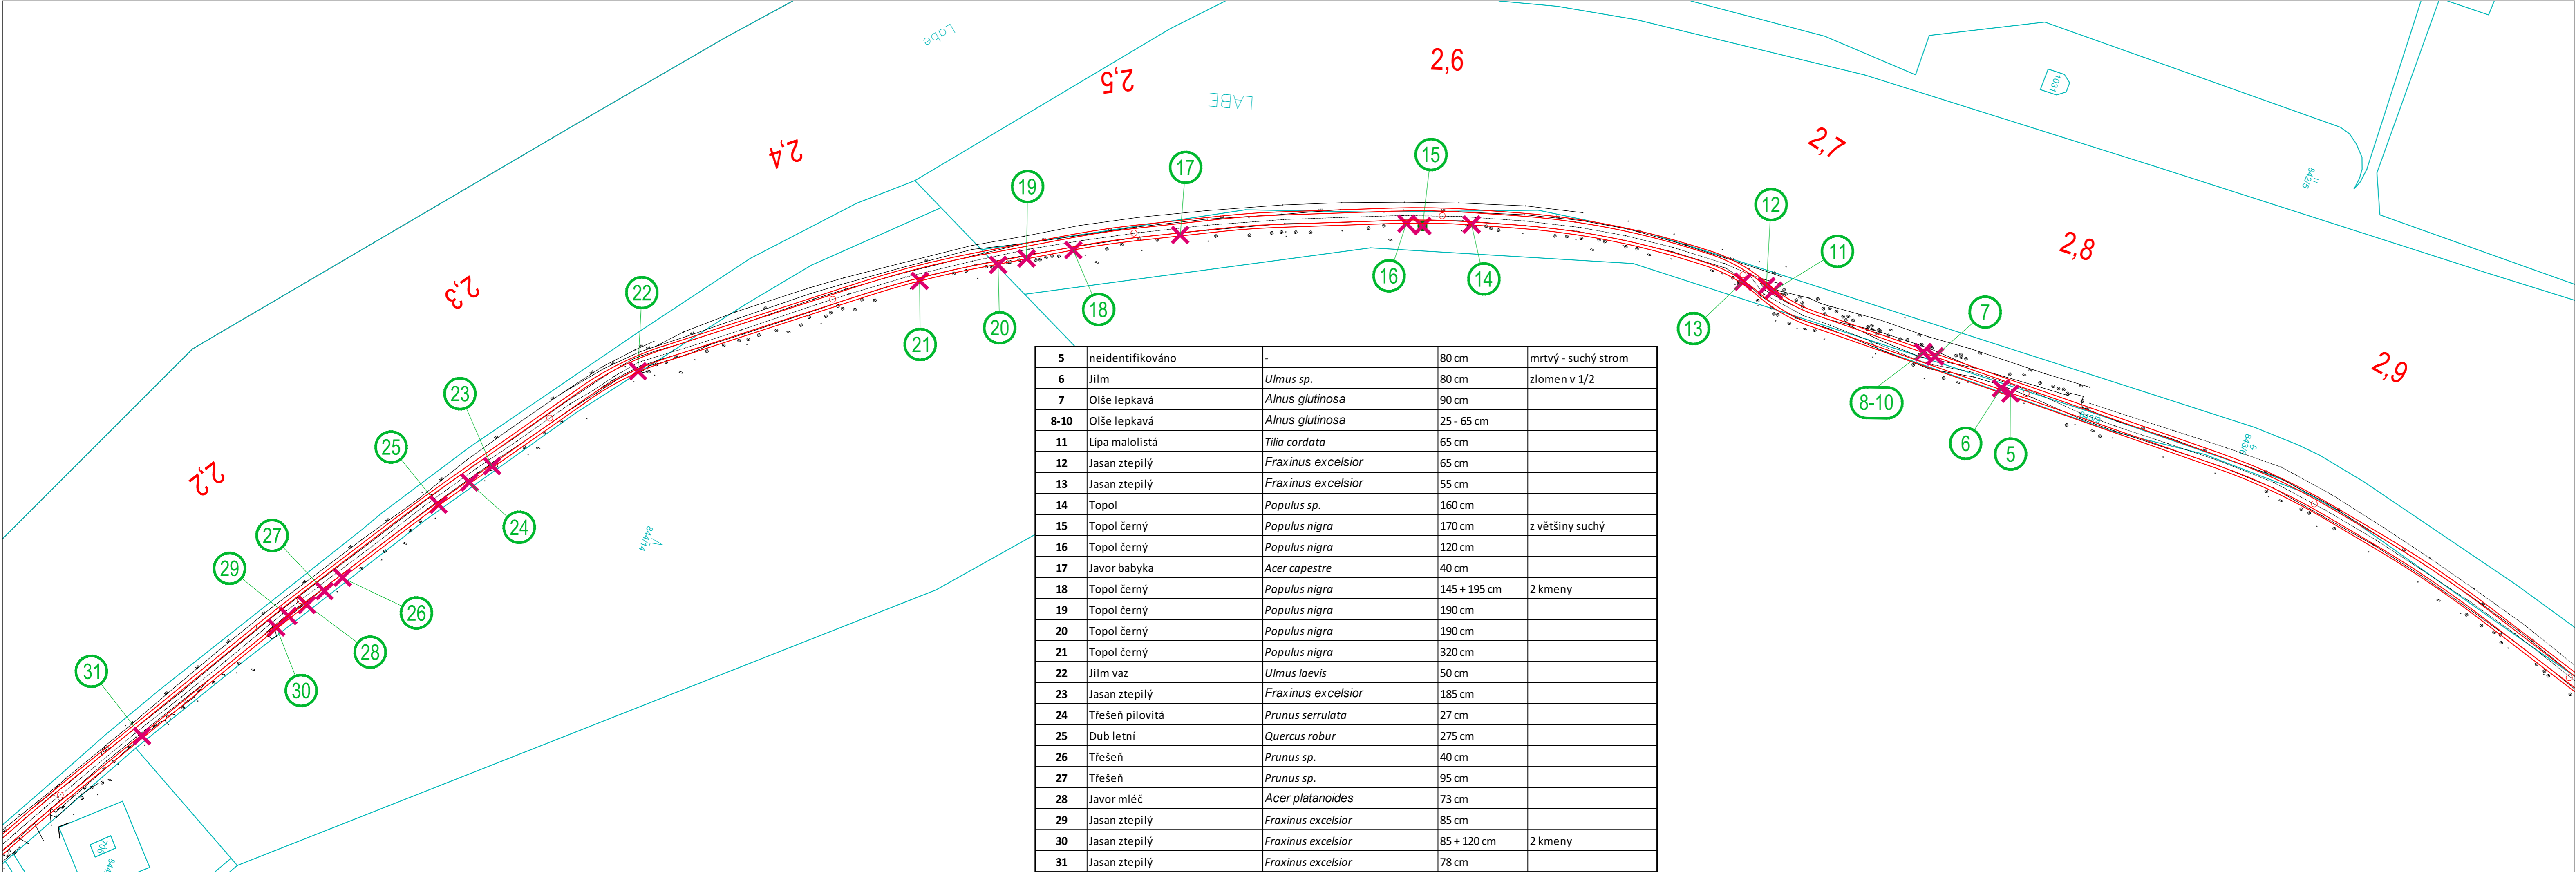 Labe
2,6
2,5
LABE
1031
2,7
2,4
15
17
842/5
19
12
2,8
11
16
14
2,3
22
18
7
20
13
21
2,9
23
8-10
25
6
5
843/6
2,2
24
27
844/14
29
26
28
31
30
706
5 neidentifikováno - 80 cm mrtvý - suchý strom
6 Jilm Ulmus sp. 80 cm zlomen v 1/2
7 Olše lepkavá Alnus glutinosa 90 cm
8-10 Olše lepkavá Alnus glutinosa 25 - 65 cm
11 Lípa malolistá Tilia cordata 65 cm
12 Jasan ztepilý Fraxinus excelsior 65 cm
13 Jasan ztepilý Fraxinus excelsior 55 cm
14 Topol Populus sp. 160 cm
15 Topol černý Populus nigra 170 cm z většiny suchý
16 Topol černý Populus nigra 120 cm
17 Javor babyka Acer capestre 40 cm
18 Topol černý Populus nigra 145 + 195 cm 2 kmeny
19 Topol černý Populus nigra 190 cm
20 Topol černý Populus nigra 190 cm
21 Topol černý Populus nigra 320 cm
22 Jilm vaz Ulmus laevis 50 cm
23 Jasan ztepilý Fraxinus excelsior 185 cm
24 Třešeň pilovitá Prunus serrulata 27 cm
25 Dub letní Quercus robur 275 cm
26 Třešeň Prunus sp. 40 cm
27 Třešeň Prunus sp. 95 cm
28 Javor mléč Acer platanoides 73 cm
29 Jasan ztepilý Fraxinus excelsior 85 cm
30 Jasan ztepilý Fraxinus excelsior 85 + 120 cm 2 kmeny
31 Jasan ztepilý Fraxinus excelsior 78 cm